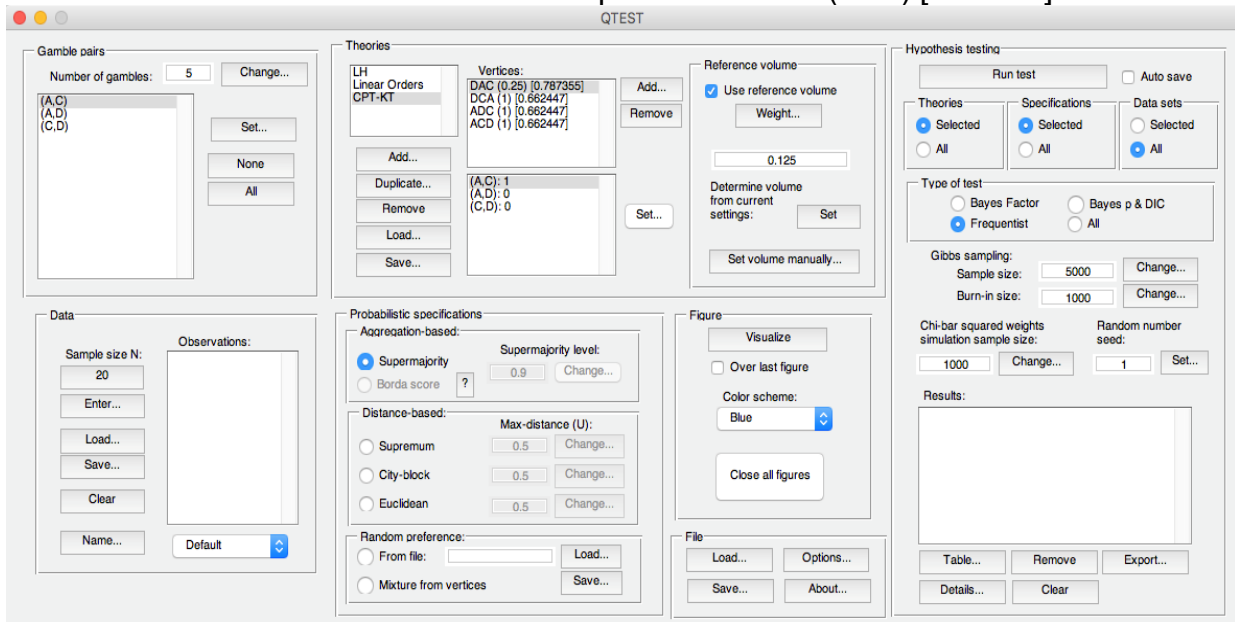 QTEST
Gamble pairs
Number of gambles: 5 Change...
(A,C)
(A,D)
(C,D)
Set...
None
All
Theories
LH
Linear Orders
CPT-KT
Add...
Duplicate...
Remove
Load...
Save...
Vertices:
DAC (0.25) [0.787355]
DCA (1) [0.662447]
ADC (1) [0.662447]
ACD (1) [0.662447]
Add...
Remove
(A,C): 1
(A,D): 0
(C,D): 0
Set...
Reference volume
Use reference volume
Weight...
0.125
Determine volume
from current
settings: Set
Set volume manually...
Data
Sample size N:
20
Enter...
Load...
Save...
Clear
Name...
Observations:
Default
Probabilistic specifications
Aggregation-based:
Supermajority
Borda score ?
Supermajority level:
0.9 Change...
Distance-based:
Max-distance (U):
Supremum 0.5 Change...
City-block 0.5 Change...
Euclidean 0.5 Change...
Random preference:
From file: Load...
Mixture from vertices Save...
Figure
Visualize
Over last figure
Color scheme:
Blue
Close all figures
File
Load... Options...
Save... About...
Hypothesis testing
Run test Auto save
Theories
Selected
All
Specifications
Selected
All
Data sets
Selected
All
Type of test
Bayes Factor Bayes p & DIC
Frequentist All
Gibbs sampling:
Sample size: 5000 Change...
Burn-in size: 1000 Change...
Chi-bar squared weights
simulation sample size:
1000 Change...
Random number
seed:
1 Set...
Results:
Table... Remove Export...
Details... Clear